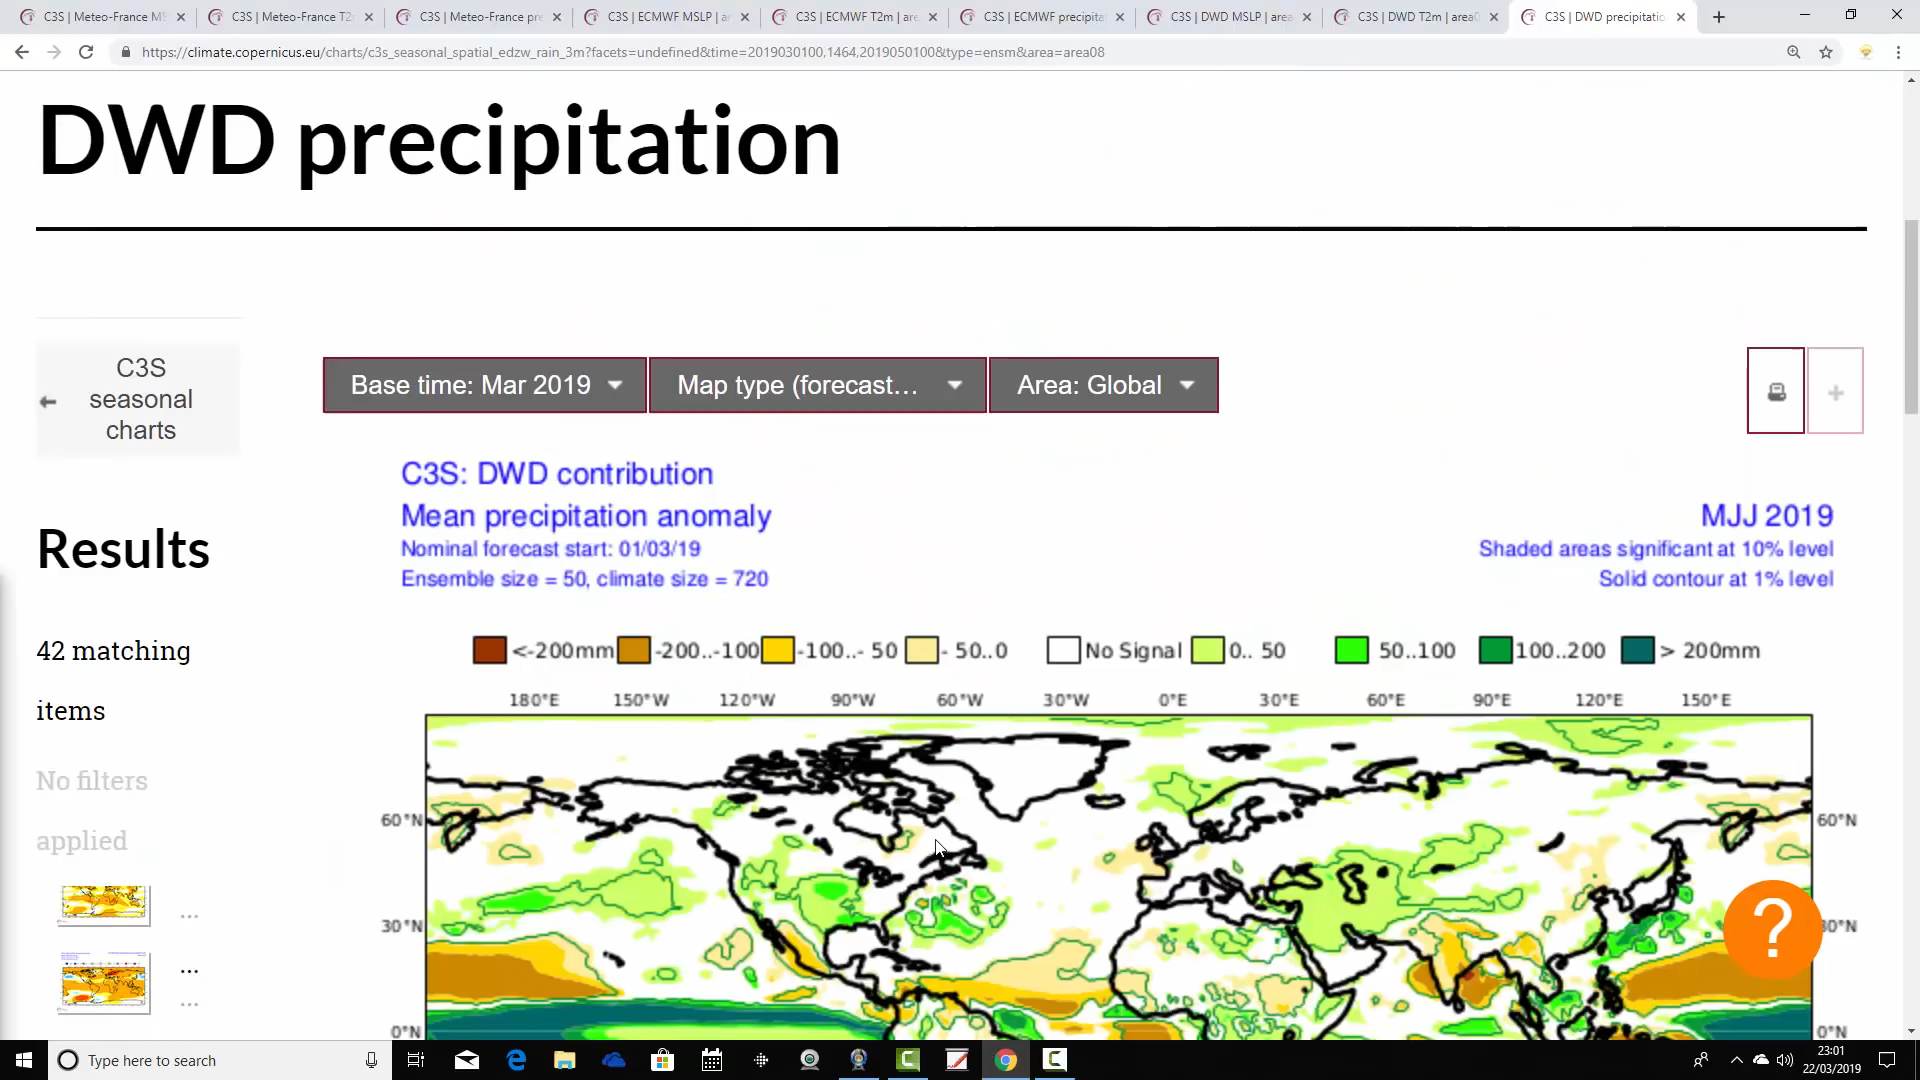 C3S | Meteo-France M
C3S | Meteo-France T2
C3S | Meteo-France pre
C3S | ECMWF MSLP | ar
C3S | ECMWF T2m | are
C3S | ECMWF precipita
C3S | DWD MSLP | area
C3S | DWD T2m | area0
C3S | DWD precipitatio
https://climate.copernicus.eu/charts/c3s_seasonal_spatial_edzw_rain_3m?facets=undefined&time=2019030100,1464,2019050100&type=ensm&area=area08
DWD precipitation
C3S
seasonal
charts
Base time: Mar 2019
Map type (forecast...
Area: Global
C3S: DWD contribution
Mean precipitation anomaly
MJJ 2019
Nominal forecast start: 01/03/19
Shaded areas significant at 10% level
Ensemble size = 50, climate size = 720
Solid contour at 1% level
Results
42 matching
items
No filters
applied
...
...
...
<-200mm -200..-100 -100..- 50 - 50..0 No Signal 0.. 50 50..100 100..200 > 200mm
180°E 150°W 120°W 90°W 60°W 30°W 0°E 30°E 60°E 90°E 120°E 150°E
60°N 60°N
30°N 30°N
0°N 0°N
?
Type here to search
23:01
22/03/2019